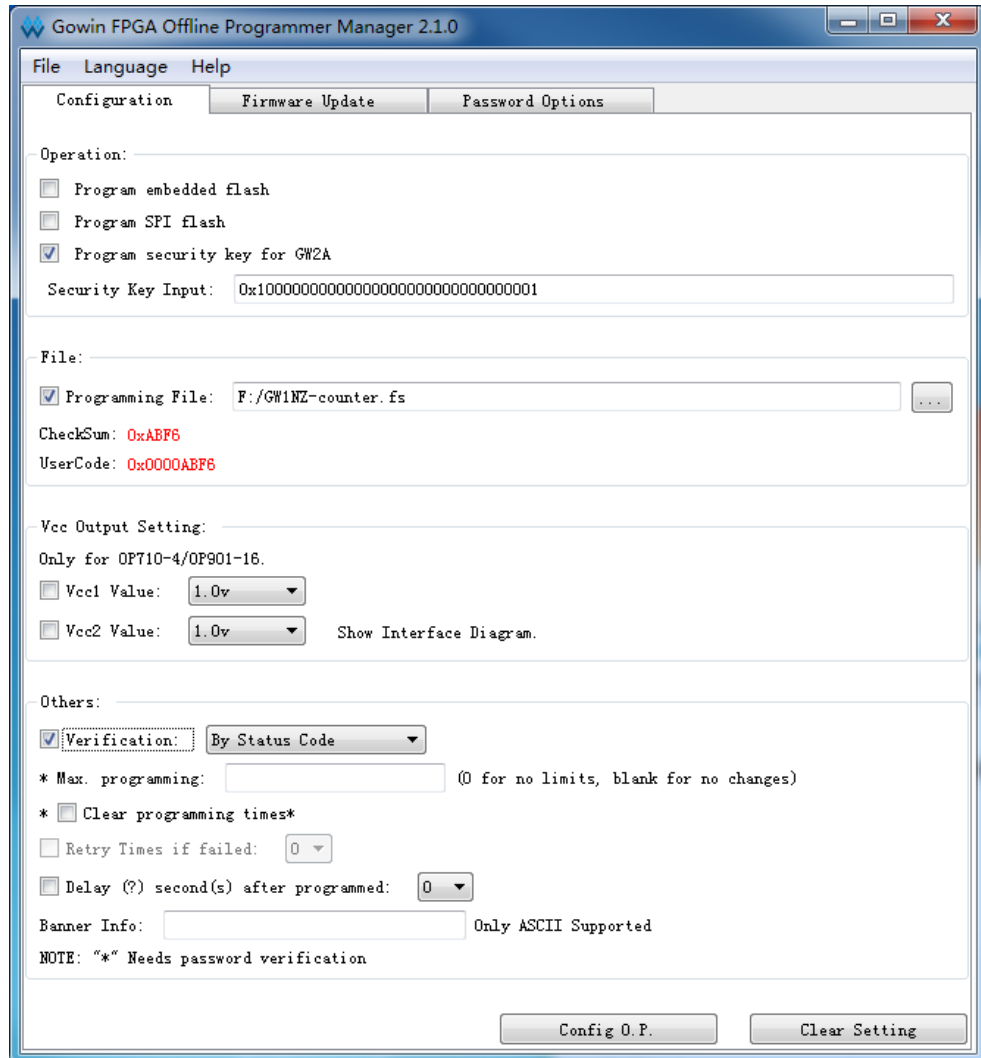 Gowin FPGA Offline Programmer Manager 2.1.0
File Language Help
Configuration Firmware Update Password Options
Operation:
Program embedded flash
Program SPI flash
Program security key for GW2A
Security Key Input: 0x10000000000000000000000000000001
File:
Programming File: F:/GW1NZ-counter.fs ...
CheckSum: 0xABF6
UserCode: 0x0000ABF6
Vcc Output Setting:
Only for OP710-4/OP901-16.
Vcc1 Value: 1.0v
Vcc2 Value: 1.0v Show Interface Diagram.
Others:
Verification: By Status Code
* Max. programming: (0 for no limits, blank for no changes)
* Clear programming times*
Retry Times if failed: 0
Delay (?) second(s) after programmed: 0
Banner Info: Only ASCII Supported
NOTE: "*" Needs password verification
Config O.P. Clear Setting